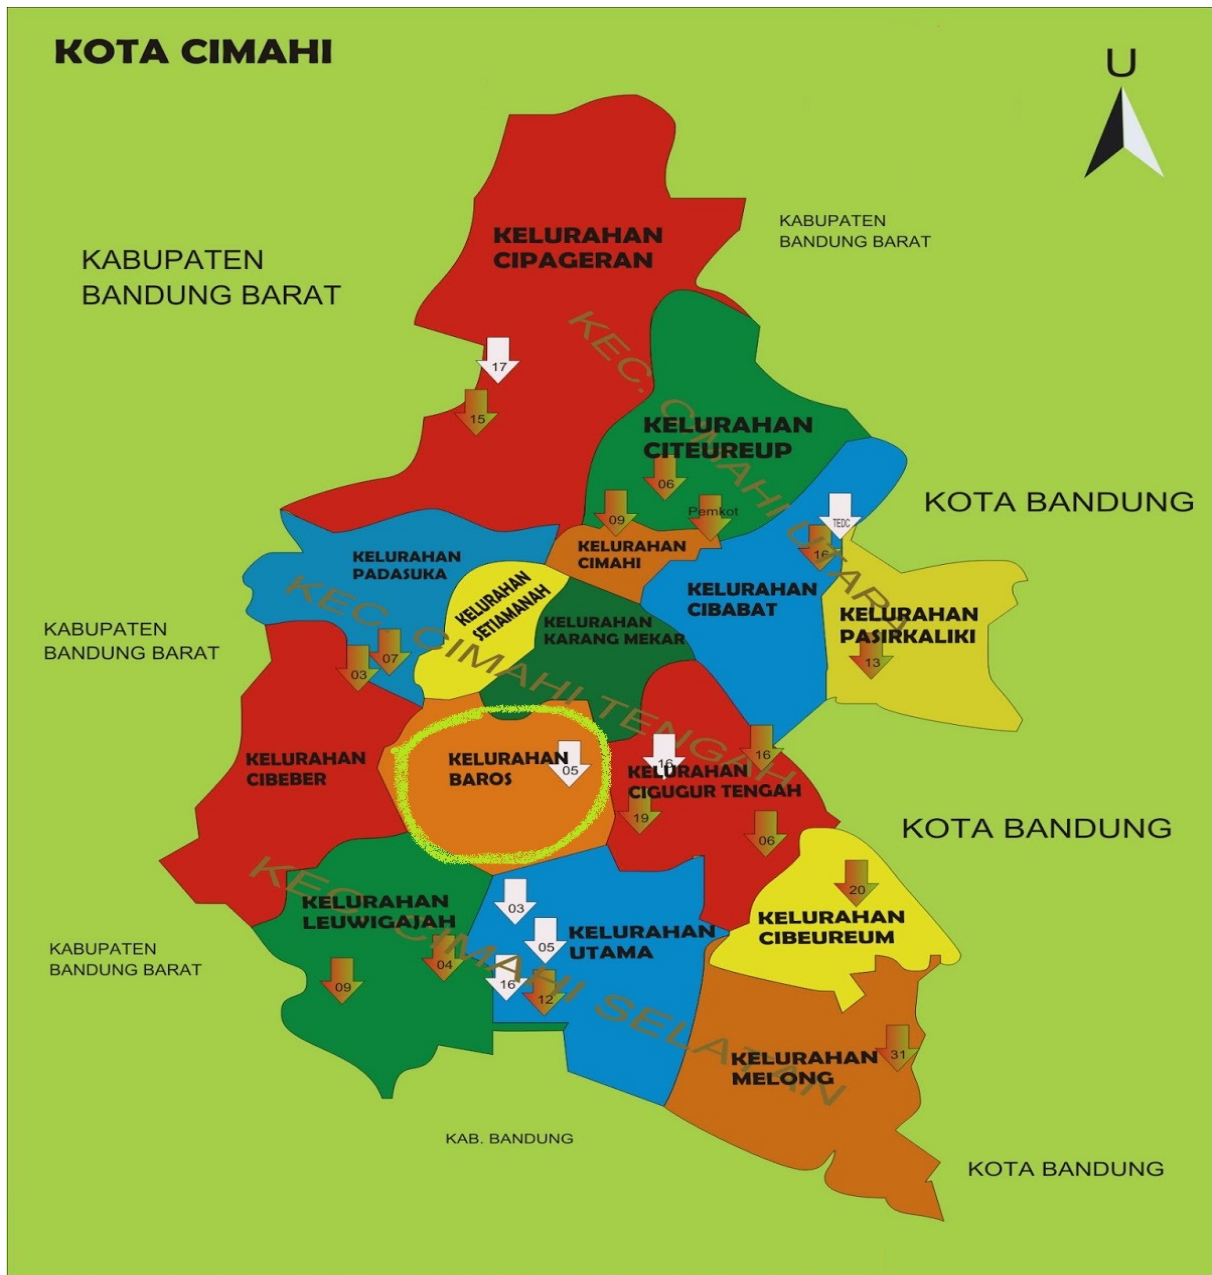 KOTA CIMAHI
U
KELURAHAN
CIPAGERAN
KABUPATEN
BANDUNG BARAT
KABUPATEN
BANDUNG BARAT
KEC. CIMAHI UTARA
17
15
KELURAHAN
CITEUREUP
06
09
Pemkot
TEDC
16
KOTA BANDUNG
KELURAHAN
PADASUKA
KELURAHAN
CIMAHI
KELURAHAN
SETIAMANAH
KELURAHAN
CIBABAT
KELURAHAN
KARANG MEKAR
KELURAHAN
PASIRKALIKI
13
KABUPATEN
BANDUNG BARAT
KEC. CIMAHI TENGAH
07
03
KELURAHAN
CIBEBER
KELURAHAN
BAROS
05
16
16
KELURAHAN
CIGUGUR TENGAH
19
06
KOTA BANDUNG
KEC CIMAHI SELATAN
KELURAHAN
LEUWIGAJAH
04
09
03
05
16
12
KELURAHAN
UTAMA
20
KELURAHAN
CIBEUREUM
KABUPATEN
BANDUNG BARAT
31
KELURAHAN
MELONG
KAB. BANDUNG
KOTA BANDUNG